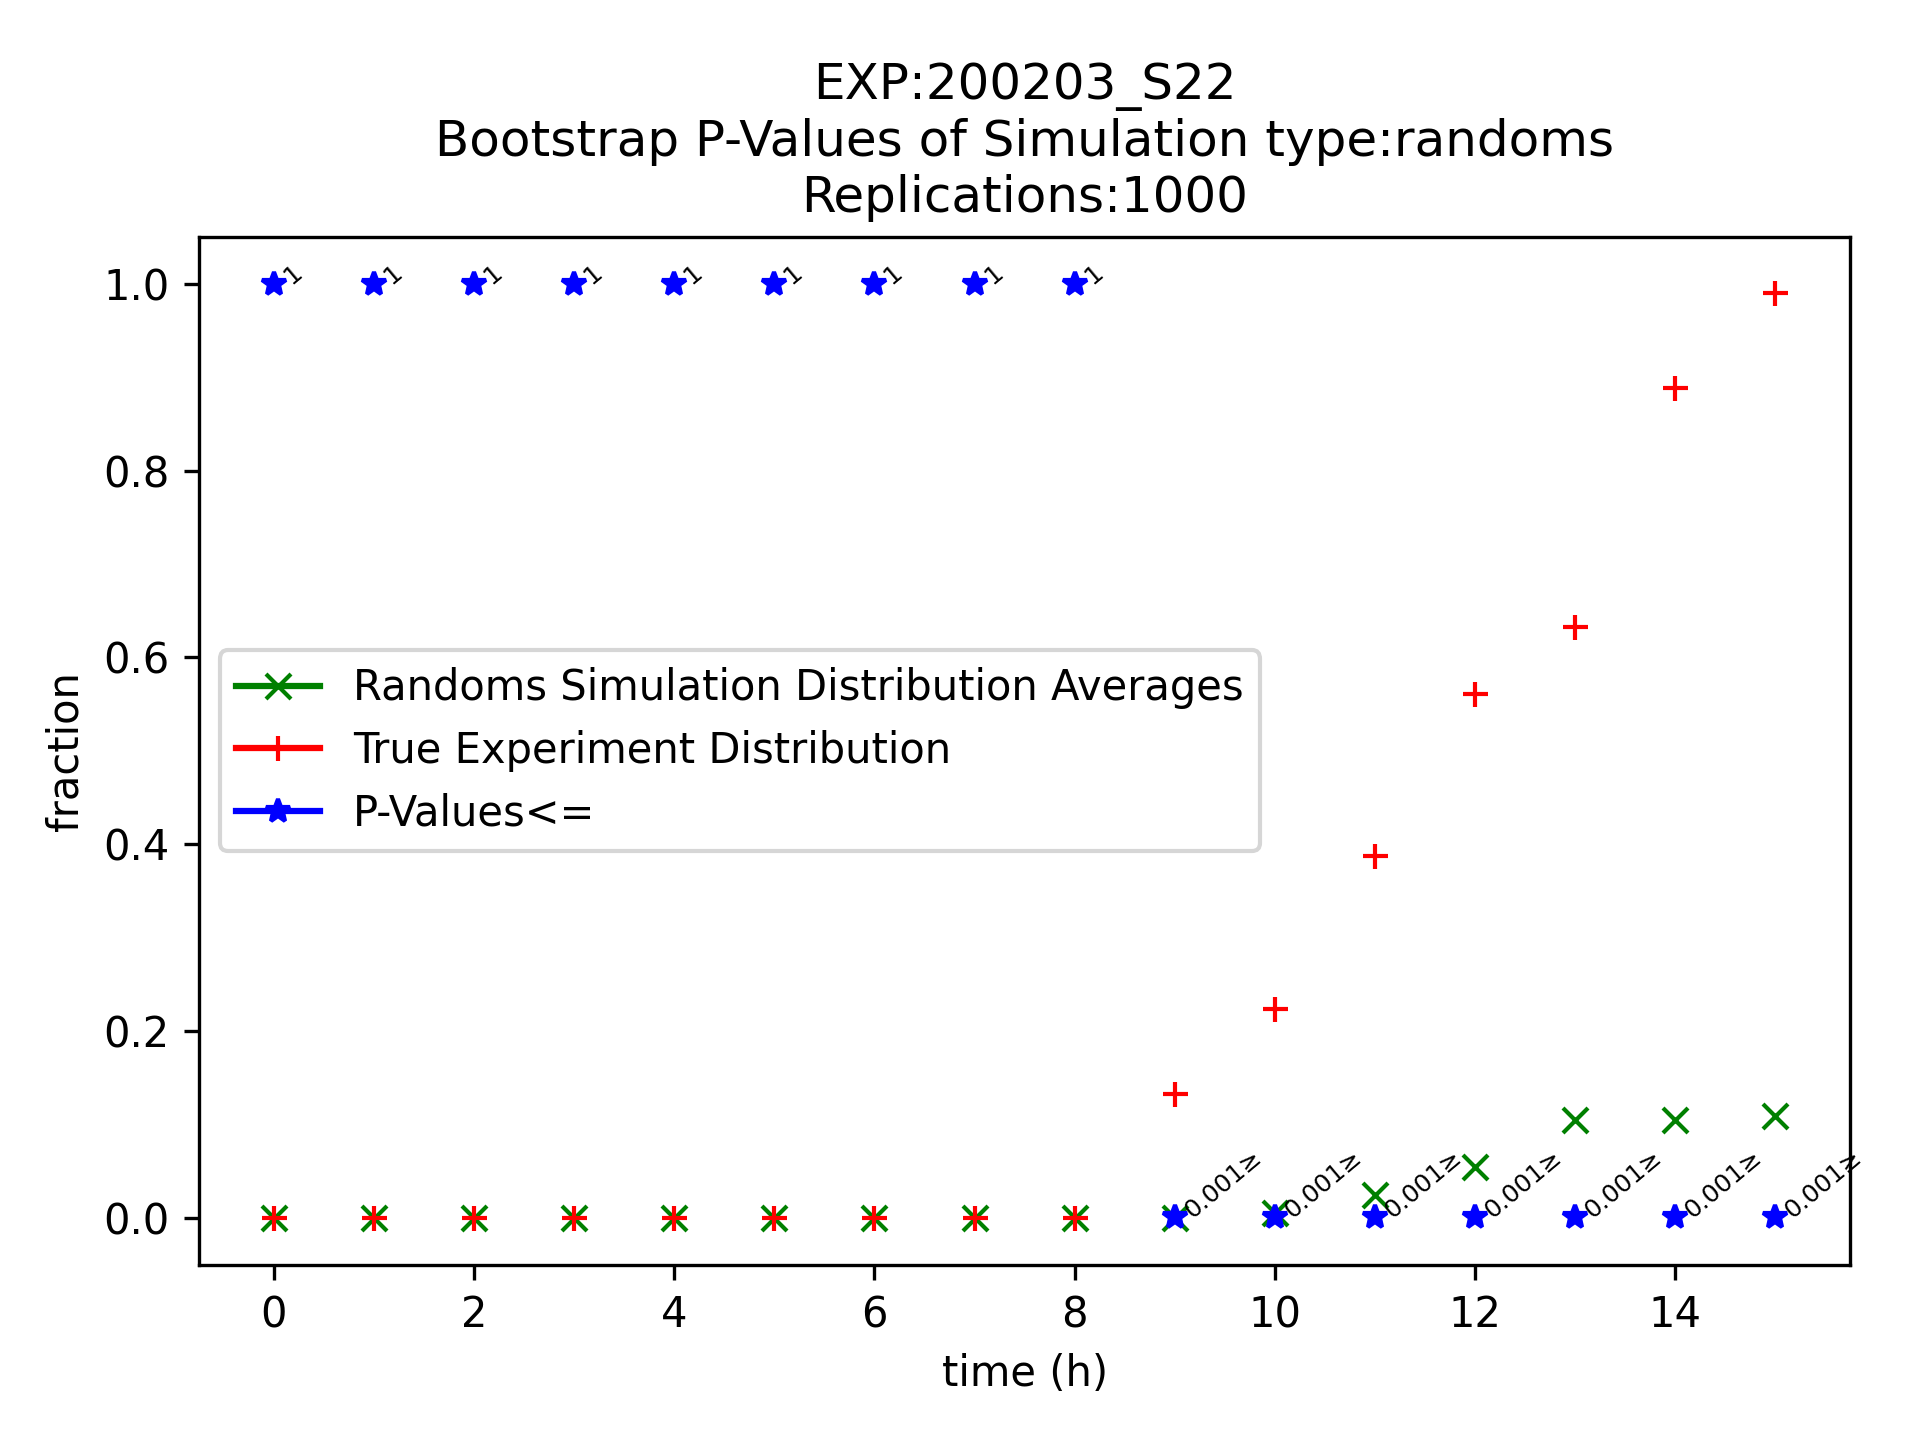 EXP:200203_S22
Bootstrap P-Values of Simulation type:randoms
Replications:1000
1 1 1 1 1 1 1 1 1
1.0
0.8
0.6
0.4
0.2
0.0
fraction
Randoms Simulation Distribution Averages
True Experiment Distribution
P-Values<=
0.001≥ 0.001≥ 0.001≥ 0.001≥ 0.001≥ 0.001≥ 0.001≥
0 2 4 6 8 10 12 14
time (h)